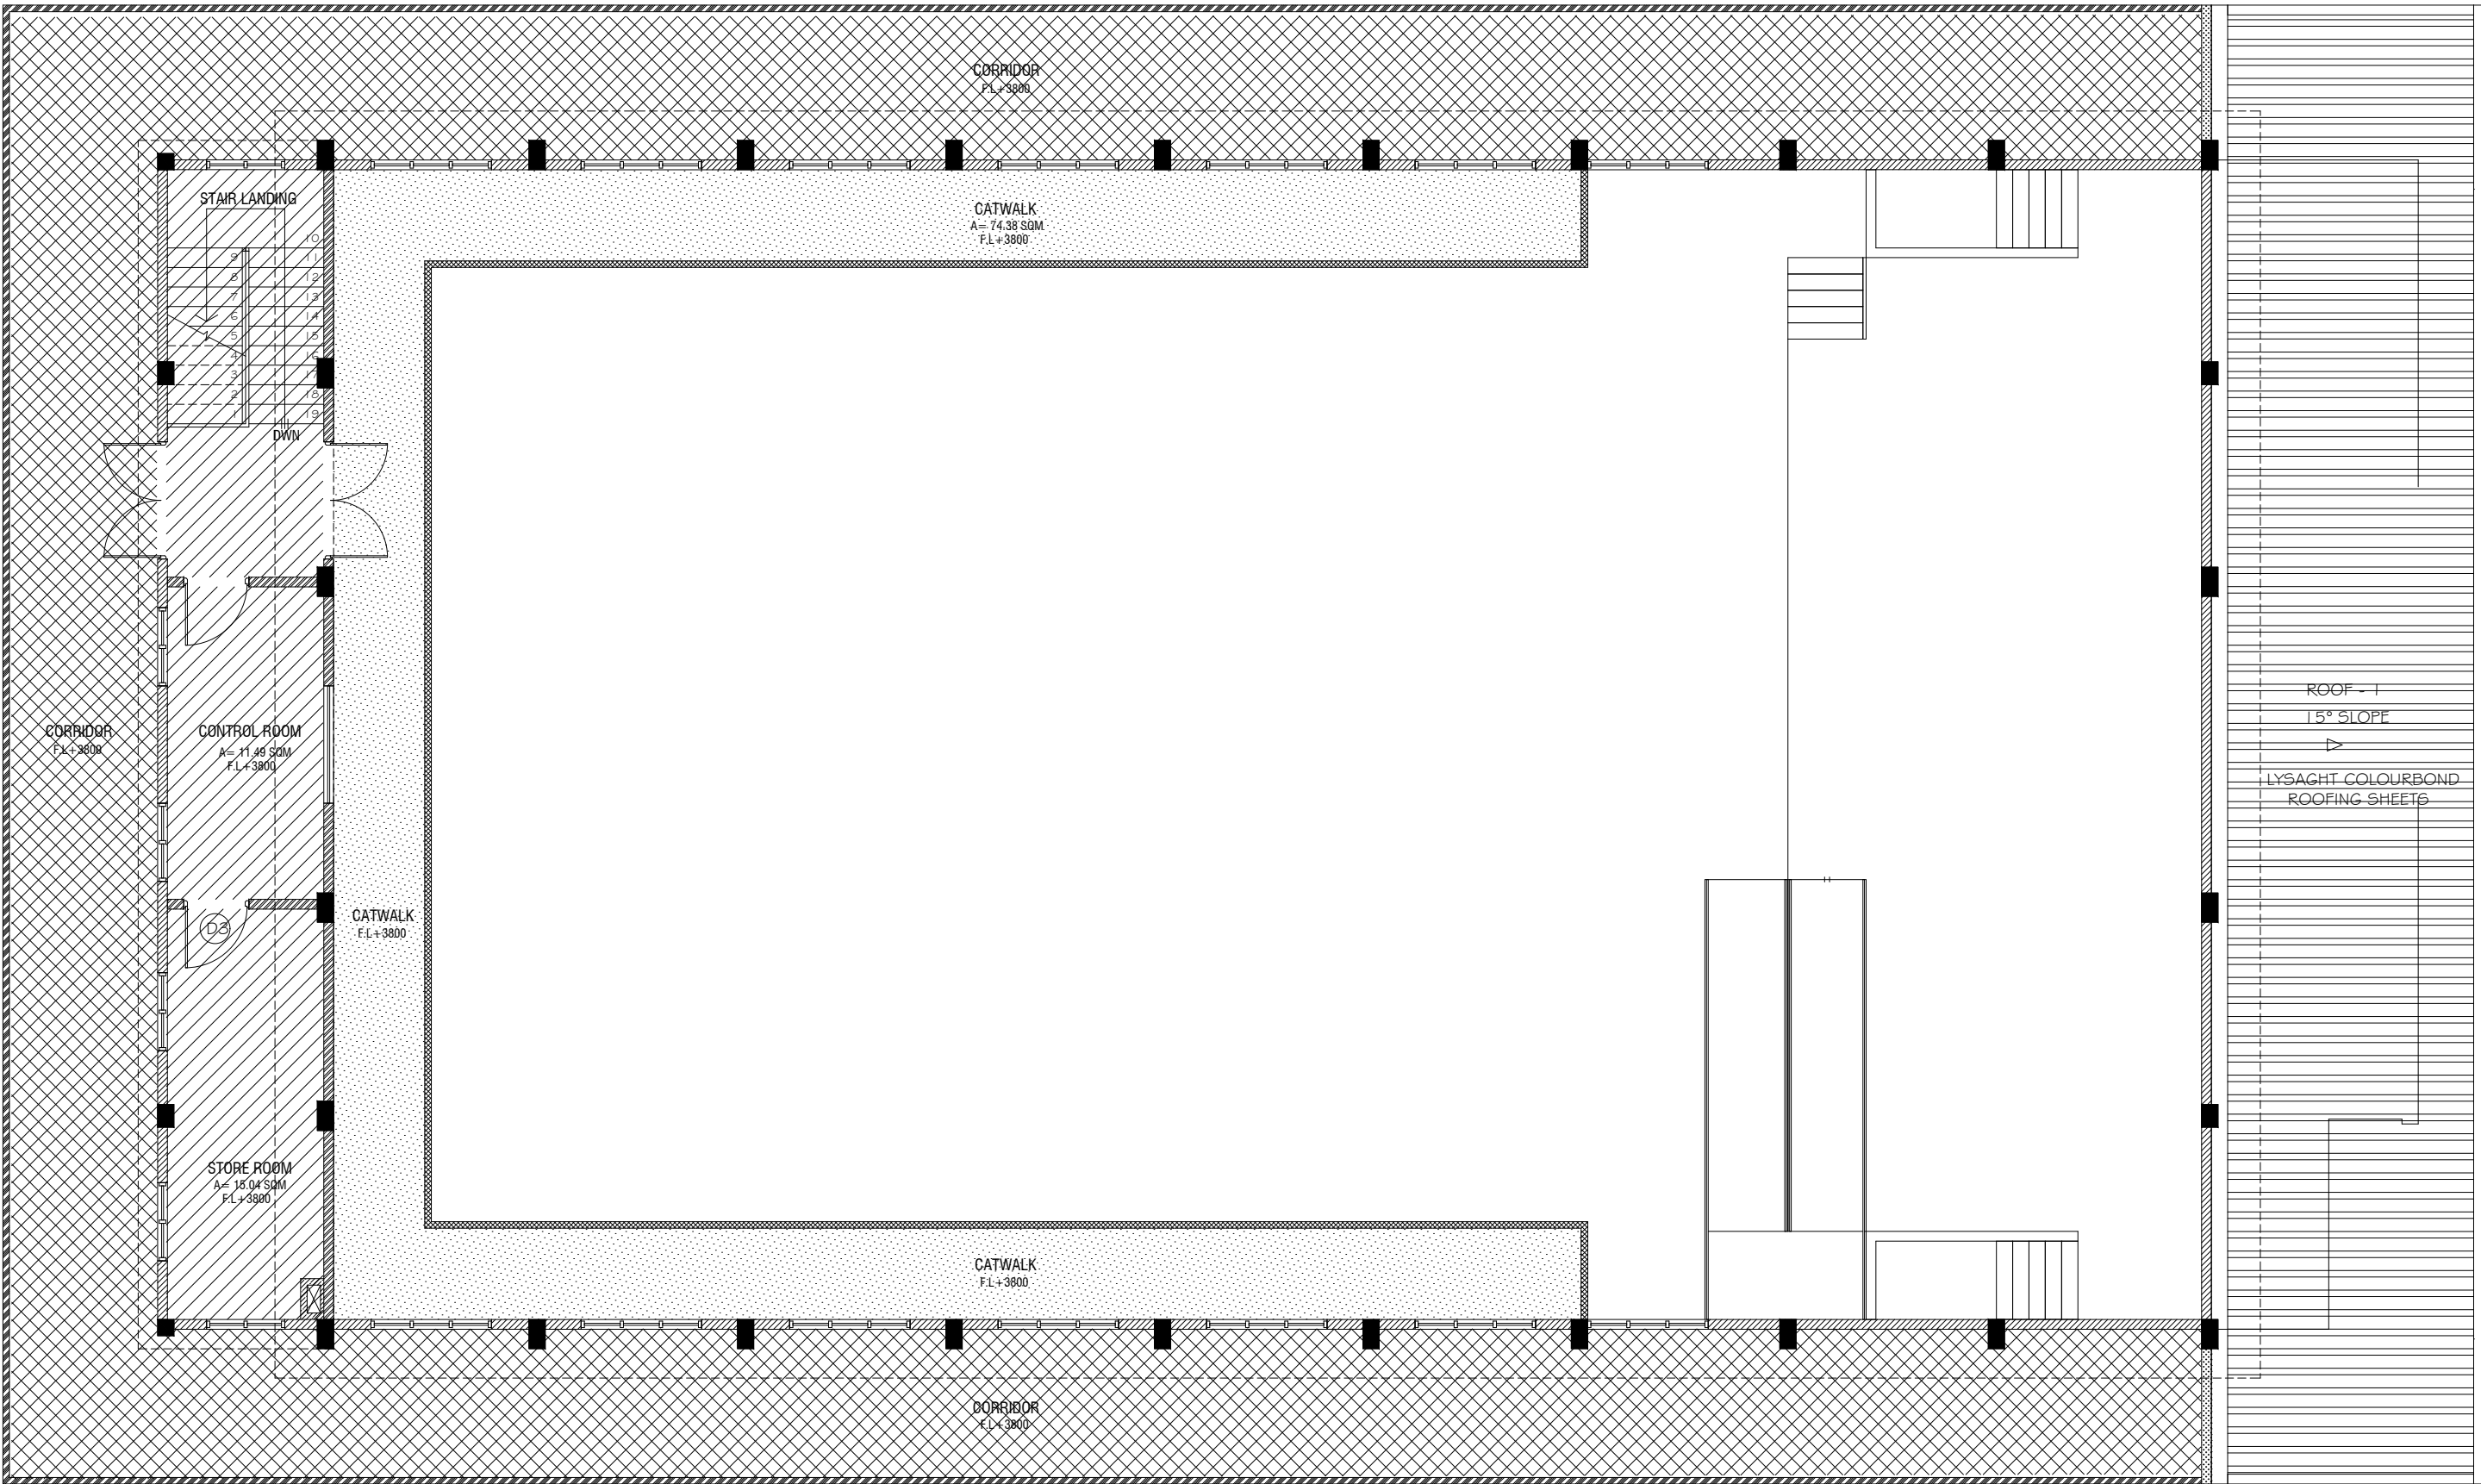 CORRIDOR
F.L+3800
STAIR LANDING
CATWALK
A= 74.38 SQM
F.L+3800
10
9 11
8 12
7 13
6 14
5 15
4 16
3 17
2 18
1 19
DWN
CORRIDOR
F.L+3800
CONTROL ROOM
A= 11.49 SQM
F.L+3800
ROOF - 1
15° SLOPE
LYSAGHT COLOURBOND
ROOFING SHEETS
D3
CATWALK
F.L+3800
STORE ROOM
A= 15.04 SQM
F.L+3800
CATWALK
F.L+3800
CORRIDOR
F.L+3800